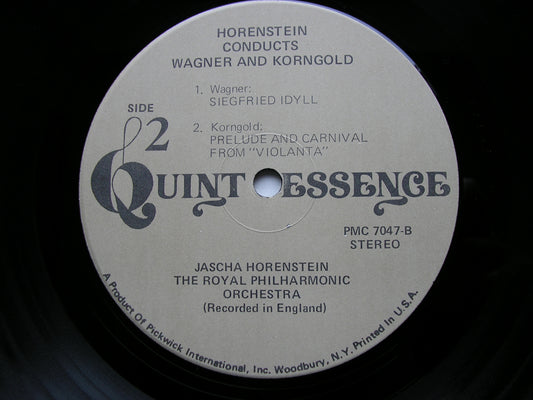 HORENSTEIN
CONDUCTS
WAGNER AND KORNGOLD
1. Wagner:
SIEGFRIED IDYLL
2. Korngold:
PRELUDE AND CARNIVAL
FROM "VIOLANTA"
SIDE
2
QUINTESSENCE
PMC 7047-B
STEREO
JASCHA HORENSTEIN
THE ROYAL PHILHARMONIC
ORCHESTRA
(Recorded in England)
A Product Of Pickwick International, Inc. Woodbury, N.Y. Printed In U.S.A.